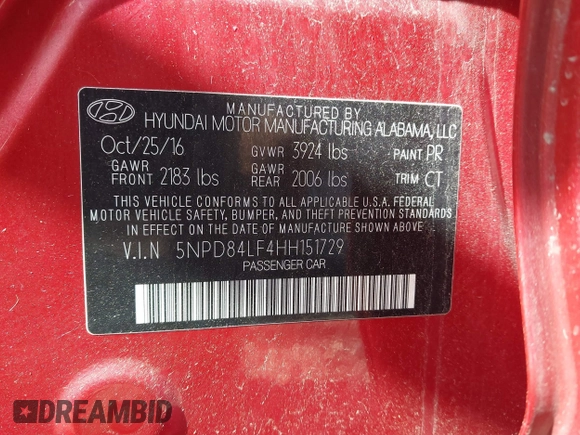 MANUFACTURED BY
HYUNDAI MOTOR MANUFACTURING ALABAMA, LLC
Oct/25/16 GVWR 3924 lbs PAINT PR
GAWR FRONT 2183 lbs GAWR REAR 2006 lbs TRIM CT
THIS VEHICLE CONFORMS TO ALL APPLICABLE U.S.A. FEDERAL
MOTOR VEHICLE SAFETY, BUMPER, AND THEFT PREVENTION STANDARDS
IN EFFECT ON THE DATE OF MANUFACTURE SHOWN ABOVE.
V.I.N 5NPD84LF4HH151729
PASSENGER CAR
DREAMBID